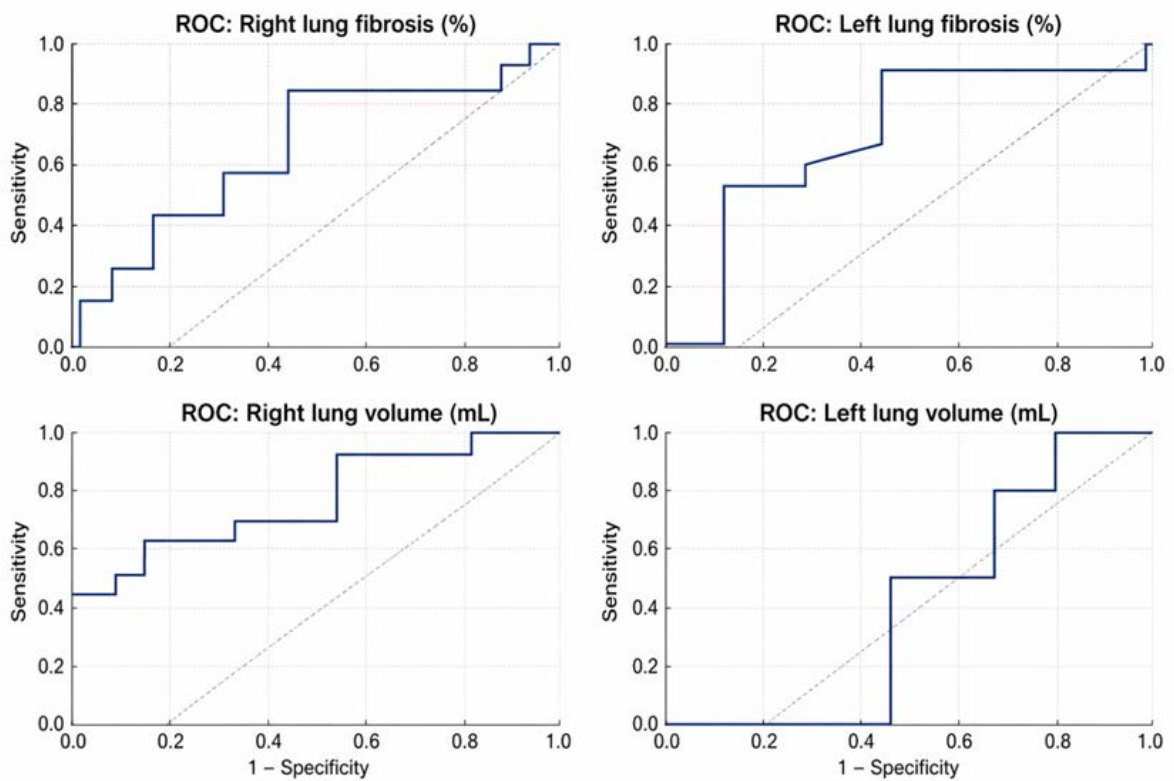 ROC: Right lung fibrosis (%)
1.0
0.8
0.6
0.4
0.2
0.0
Sensitivity
0.0 0.2 0.4 0.6 0.8 1.0
ROC: Left lung fibrosis (%)
1.0
0.8
0.6
0.4
0.2
0.0
Sensitivity
0.0 0.2 0.4 0.6 0.8 1.0
ROC: Right lung volume (mL)
1.0
0.8
0.6
0.4
0.2
0.0
Sensitivity
0.0 0.2 0.4 0.6 0.8 1.0
1 – Specificity
ROC: Left lung volume (mL)
1.0
0.8
0.6
0.4
0.2
0.0
Sensitivity
0.0 0.2 0.4 0.6 0.8 1.0
1 – Specificity